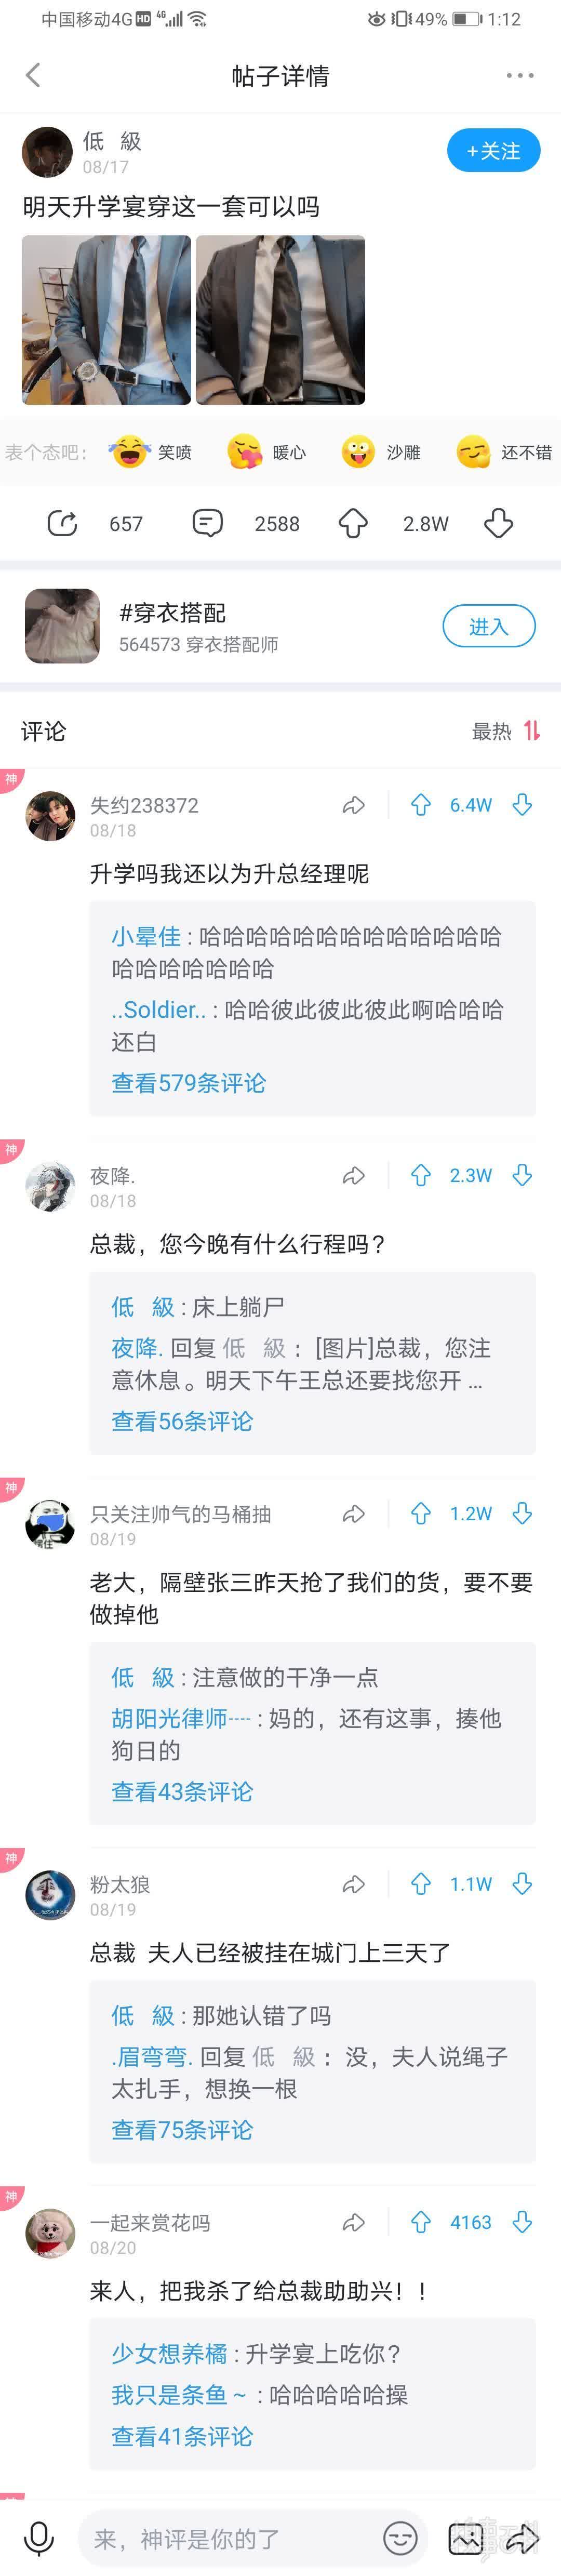 中国移动4G HD 4G 49% 1:12
帖子详情
低 級
08/17
+关注
明天升学宴穿这一套可以吗
表个态吧: 笑喷 暖心 沙雕 还不错
657 2588 2.8W
#穿衣搭配
564573 穿衣搭配师
进入
评论 最热
神
失约238372 6.4W
08/18
升学吗我还以为升总经理呢
小晕佳 : 哈哈哈哈哈哈哈哈哈哈哈哈哈
哈哈哈哈哈哈哈
..Soldier.. : 哈哈彼此彼此彼此啊哈哈哈
还白
查看579条评论
神
夜降. 2.3W
08/18
总裁，您今晚有什么行程吗？
低 級 : 床上躺尸
夜降. 回复 低 級 ： [图片]总裁，您注
意休息。明天下午王总还要找您开 ...
查看56条评论
神
只关注帅气的马桶抽 1.2W
08/19
老大，隔壁张三昨天抢了我们的货，要不要
做掉他
低 級 : 注意做的干净一点
胡阳光律师┈ : 妈的，还有这事，揍他
狗日的
查看43条评论
神
粉太狼 1.1W
08/19
总裁 夫人已经被挂在城门上三天了
低 級 : 那她认错了吗
.眉弯弯. 回复 低 級 ： 没，夫人说绳子
太扎手，想换一根
查看75条评论
神
一起来赏花吗 4163
08/20
来人，把我杀了给总裁助助兴！！
少女想养橘 : 升学宴上吃你？
我只是条鱼 ~ : 哈哈哈哈哈操
查看41条评论
来，神评是你的了